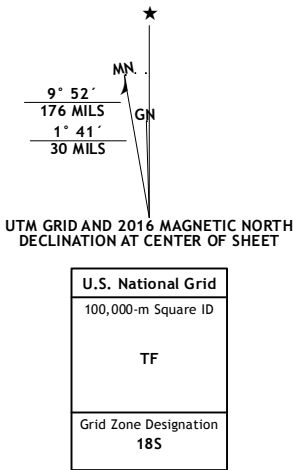 MN
9° 52´
176 MILS
GN
1° 41´
30 MILS
UTM GRID AND 2016 MAGNETIC NORTH
DECLINATION AT CENTER OF SHEET
U.S. National Grid
100,000-m Square ID
TF
Grid Zone Designation
18S